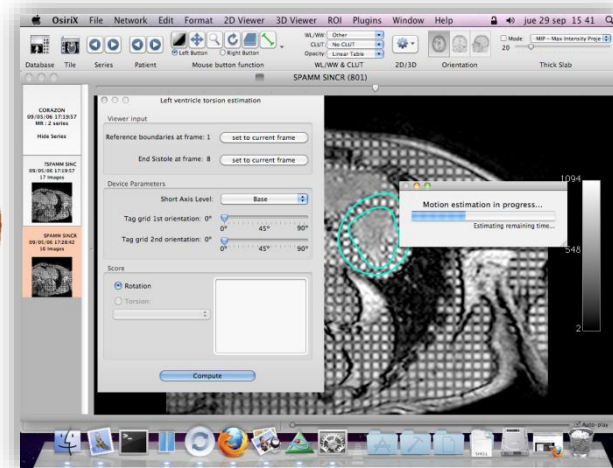 OsiriX File Network Edit Format 2D Viewer 3D Viewer ROI Plugins Window Help jue 29 sep 15 41
WL/WW: Other
CLUT: No CLUT
Opacity: Linear Table
Left Button Right Button
Mode: MIP - Max Intensity Proje
20
Database Tile Series Patient Mouse button function WL/WW & CLUT 2D/3D Orientation Thick Slab
SPAMM SINCR (801)
CORAZON
09/05/06 17:19:57
MR : 2 series
Hide Series
7SPAMM SINC
09/05/06 17:19:57
17 Images
SPAMM SINCR
09/05/06 17:28:42
16 Images
Left ventricle torsion estimation
Viewer input
Reference boundaries at frame: 1 set to current frame
End Sistole at frame: 8 set to current frame
Device Parameters
Short Axis Level: Base
Tag grid 1st orientation: 0°
0° 45° 90°
Tag grid 2nd orientation: 0°
0° 45° 90°
Score
Rotation
Torsion:
Compute
Motion estimation in progress...
Estimating remaining time...
1094
548
2
Auto-play